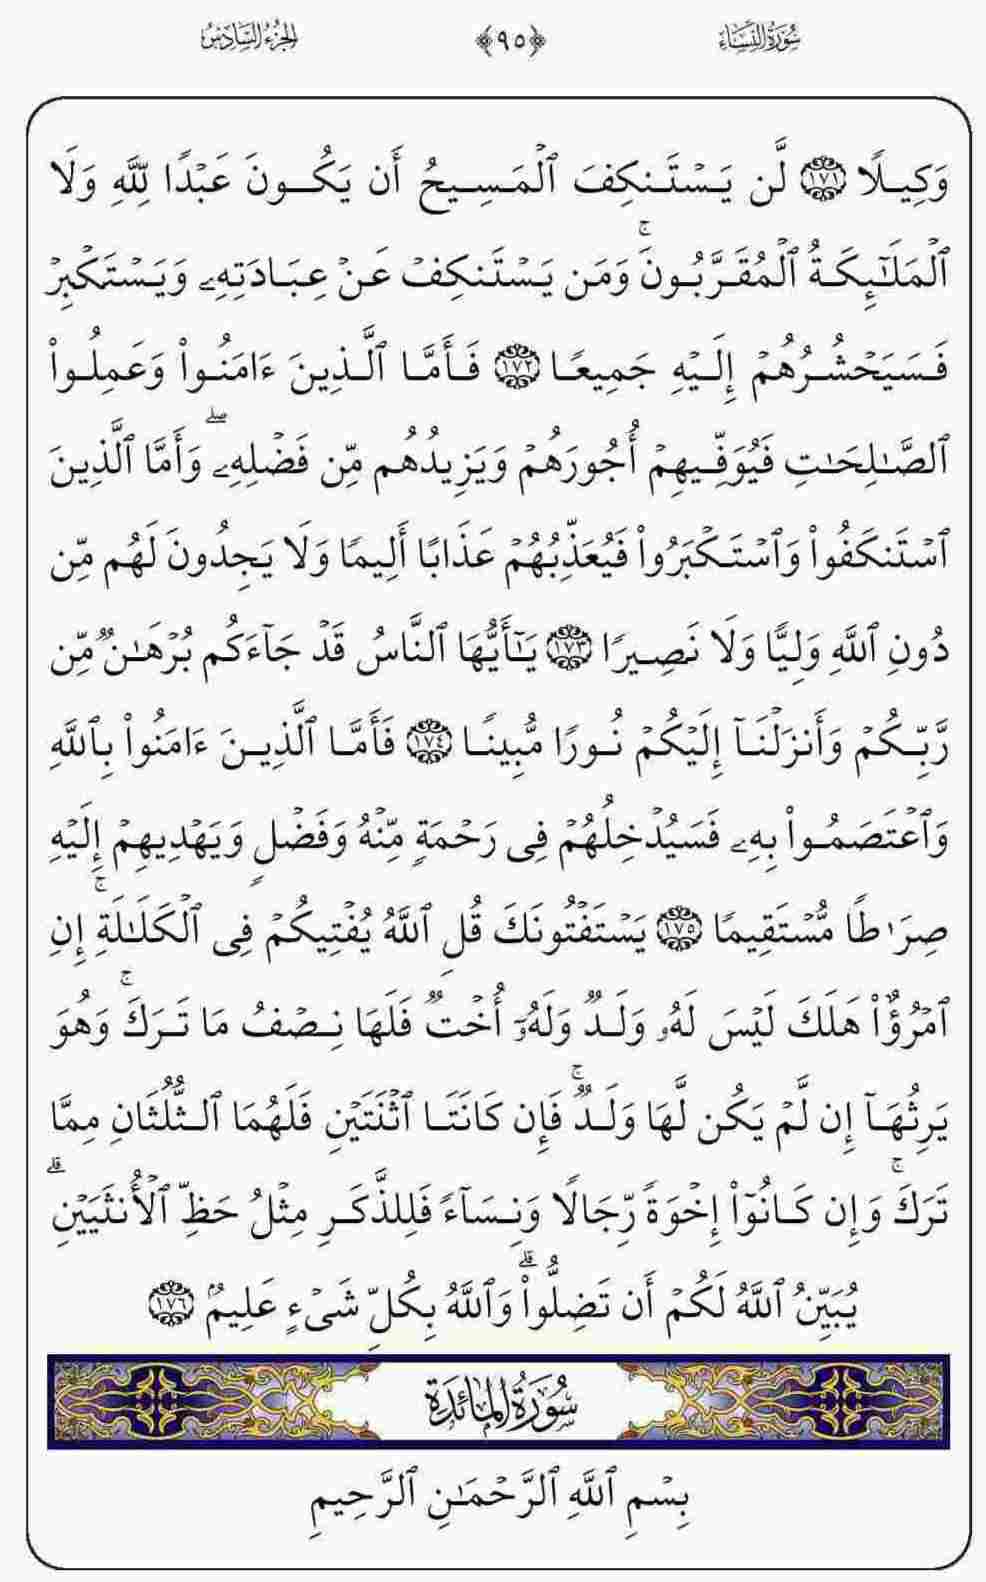 سُورَةُ النِّسَاءِ ﴿٩٥﴾ الجُزْءُ السَّادِسُ
وَكِيلًا ١٧١ لَّن يَسْتَنكِفَ ٱلْمَسِيحُ أَن يَكُونَ عَبْدًا لِّلَّهِ وَلَا
ٱلْمَلَٰٓئِكَةُ ٱلْمُقَرَّبُونَ ۚ وَمَن يَسْتَنكِفْ عَنْ عِبَادَتِهِۦ وَيَسْتَكْبِرْ
فَسَيَحْشُرُهُمْ إِلَيْهِ جَمِيعًا ١٧٢ فَأَمَّا ٱلَّذِينَ ءَامَنُوا۟ وَعَمِلُوا۟
ٱلصَّٰلِحَٰتِ فَيُوَفِّيهِمْ أُجُورَهُمْ وَيَزِيدُهُم مِّن فَضْلِهِۦ ۖ وَأَمَّا ٱلَّذِينَ
ٱسْتَنكَفُوا۟ وَٱسْتَكْبَرُوا۟ فَيُعَذِّبُهُمْ عَذَابًا أَلِيمًا وَلَا يَجِدُونَ لَهُم مِّن
دُونِ ٱللَّهِ وَلِيًّا وَلَا نَصِيرًا ١٧٣ يَٰٓأَيُّهَا ٱلنَّاسُ قَدْ جَآءَكُم بُرْهَٰنٌ مِّن
رَّبِّكُمْ وَأَنزَلْنَآ إِلَيْكُمْ نُورًا مُّبِينًا ١٧٤ فَأَمَّا ٱلَّذِينَ ءَامَنُوا۟ بِٱللَّهِ
وَٱعْتَصَمُوا۟ بِهِۦ فَسَيُدْخِلُهُمْ فِى رَحْمَةٍ مِّنْهُ وَفَضْلٍ وَيَهْدِيهِمْ إِلَيْهِ
صِرَٰطًا مُّسْتَقِيمًا ١٧٥ يَسْتَفْتُونَكَ قُلِ ٱللَّهُ يُفْتِيكُمْ فِى ٱلْكَلَٰلَةِ ۚ إِنِ
ٱمْرُؤٌا۟ هَلَكَ لَيْسَ لَهُۥ وَلَدٌ وَلَهُۥٓ أُخْتٌ فَلَهَا نِصْفُ مَا تَرَكَ ۚ وَهُوَ
يَرِثُهَآ إِن لَّمْ يَكُن لَّهَا وَلَدٌ ۚ فَإِن كَانَتَا ٱثْنَتَيْنِ فَلَهُمَا ٱلثُّلُثَانِ مِمَّا
تَرَكَ ۚ وَإِن كَانُوٓا۟ إِخْوَةً رِّجَالًا وَنِسَآءً فَلِلذَّكَرِ مِثْلُ حَظِّ ٱلْأُنثَيَيْنِ ۗ
يُبَيِّنُ ٱللَّهُ لَكُمْ أَن تَضِلُّوا۟ ۗ وَٱللَّهُ بِكُلِّ شَىْءٍ عَلِيمٌۢ ١٧٦
سُورَةُ المَائِدَةِ
بِسْمِ ٱللَّهِ ٱلرَّحْمَٰنِ ٱلرَّحِيمِ